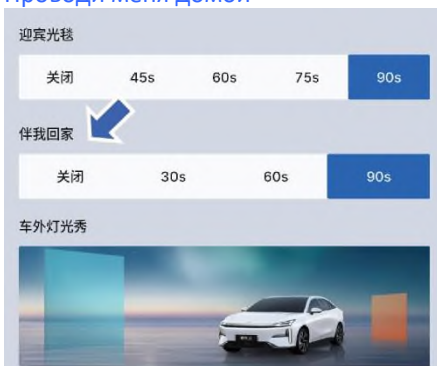 Проводи меня домой
迎宾光毯
关闭 45s 60s 75s 90s
伴我回家
关闭 30s 60s 90s
车外灯光秀